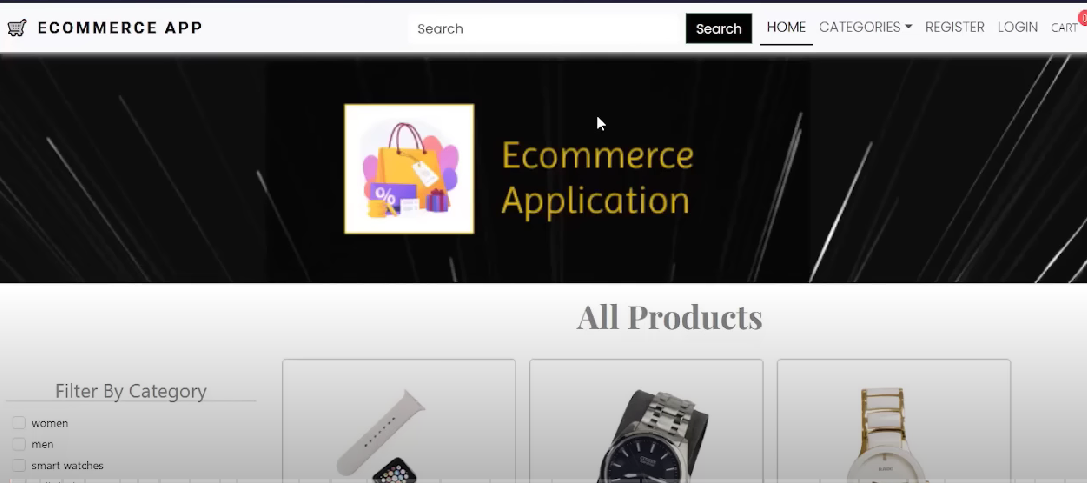 ECOMMERCE APP
Search
Search
HOME
CATEGORIES
REGISTER
LOGIN
CART
%
Ecommerce
Application
All Products
Filter By Category
women
men
smart watches